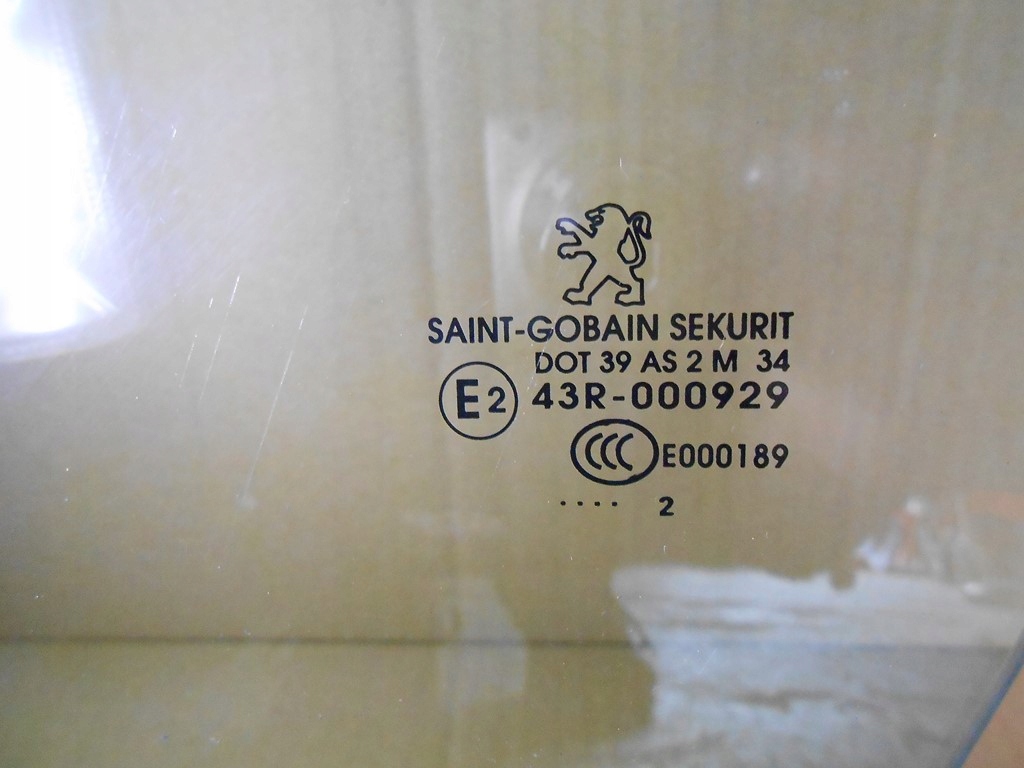 SAINT-GOBAIN SEKURIT
DOT 39 AS 2 M 34
E2 43R-000929
CCC E000189
.... 2